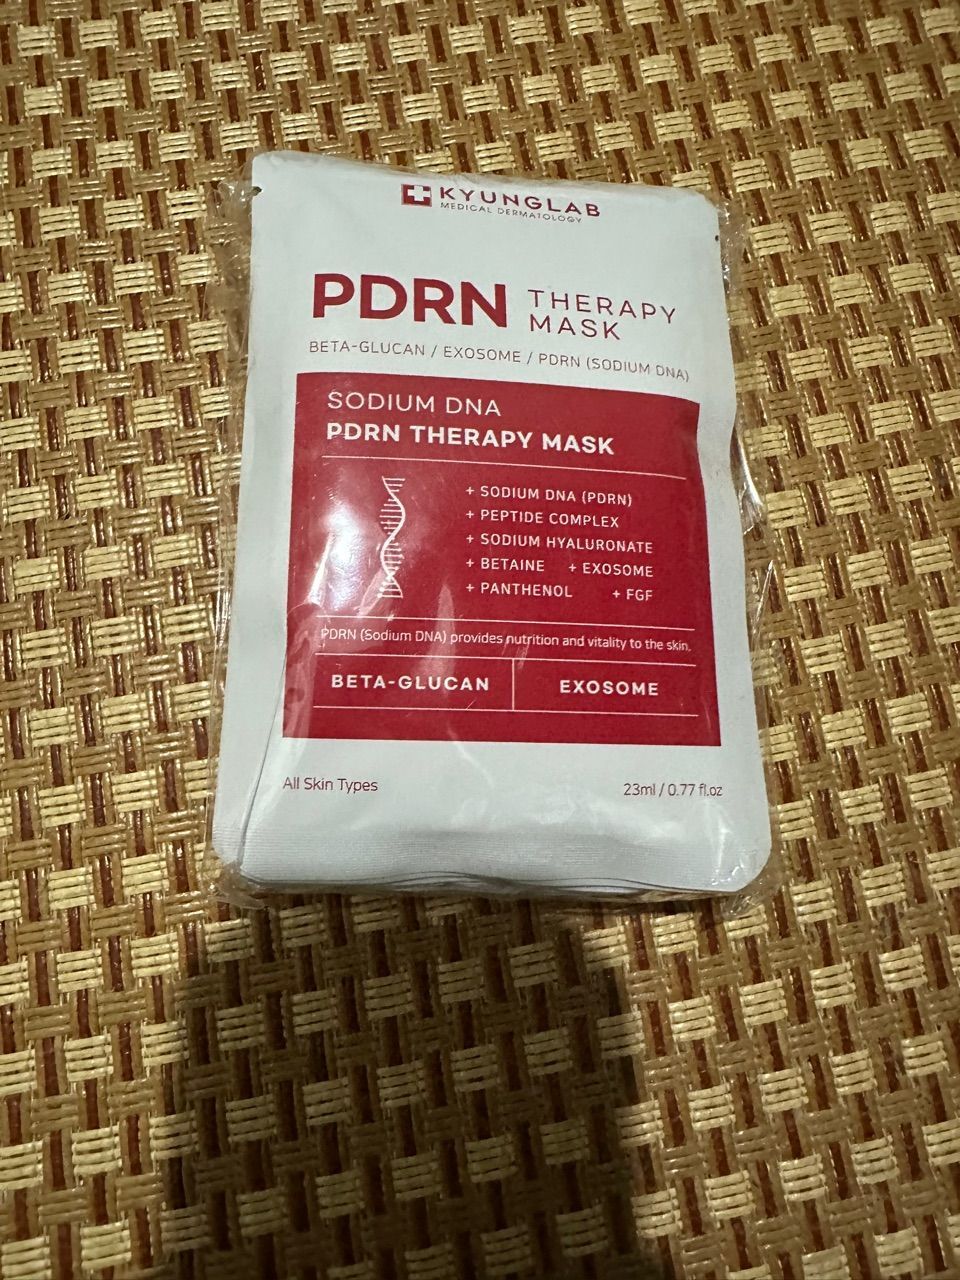 KYUNGLAB
MEDICAL DERMATOLOGY
PDRN THERAPY
MASK
BETA-GLUCAN / EXOSOME / PDRN (SODIUM DNA)
SODIUM DNA
PDRN THERAPY MASK
+ SODIUM DNA (PDRN)
+ PEPTIDE COMPLEX
+ SODIUM HYALURONATE
+ BETAINE + EXOSOME
+ PANTHENOL + FGF
PDRN (Sodium DNA) provides nutrition and vitality to the skin.
BETA-GLUCAN EXOSOME
All Skin Types 23ml / 0.77 fl.oz